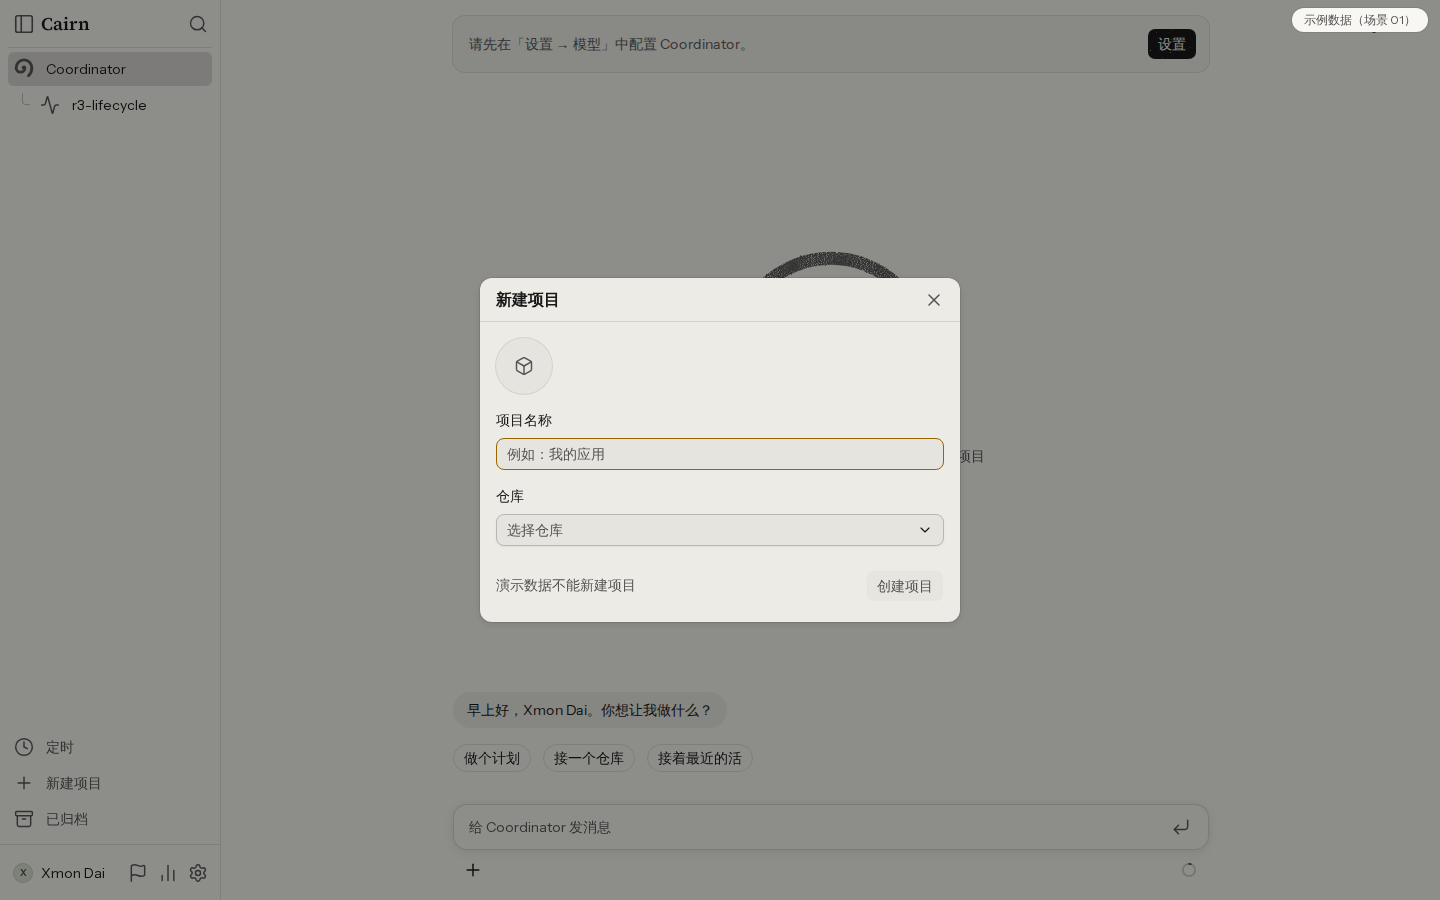 Cairn
Coordinator
r3-lifecycle
定时
新建项目
已归档
X
Xmon Dai
请先在「设置 → 模型」中配置 Coordinator。
设置
示例数据（场景 01）
新建项目
项目名称
例如：我的应用
仓库
选择仓库
演示数据不能新建项目
创建项目
项目
早上好，Xmon Dai。你想让我做什么？
做个计划
接一个仓库
接着最近的活
给 Coordinator 发消息